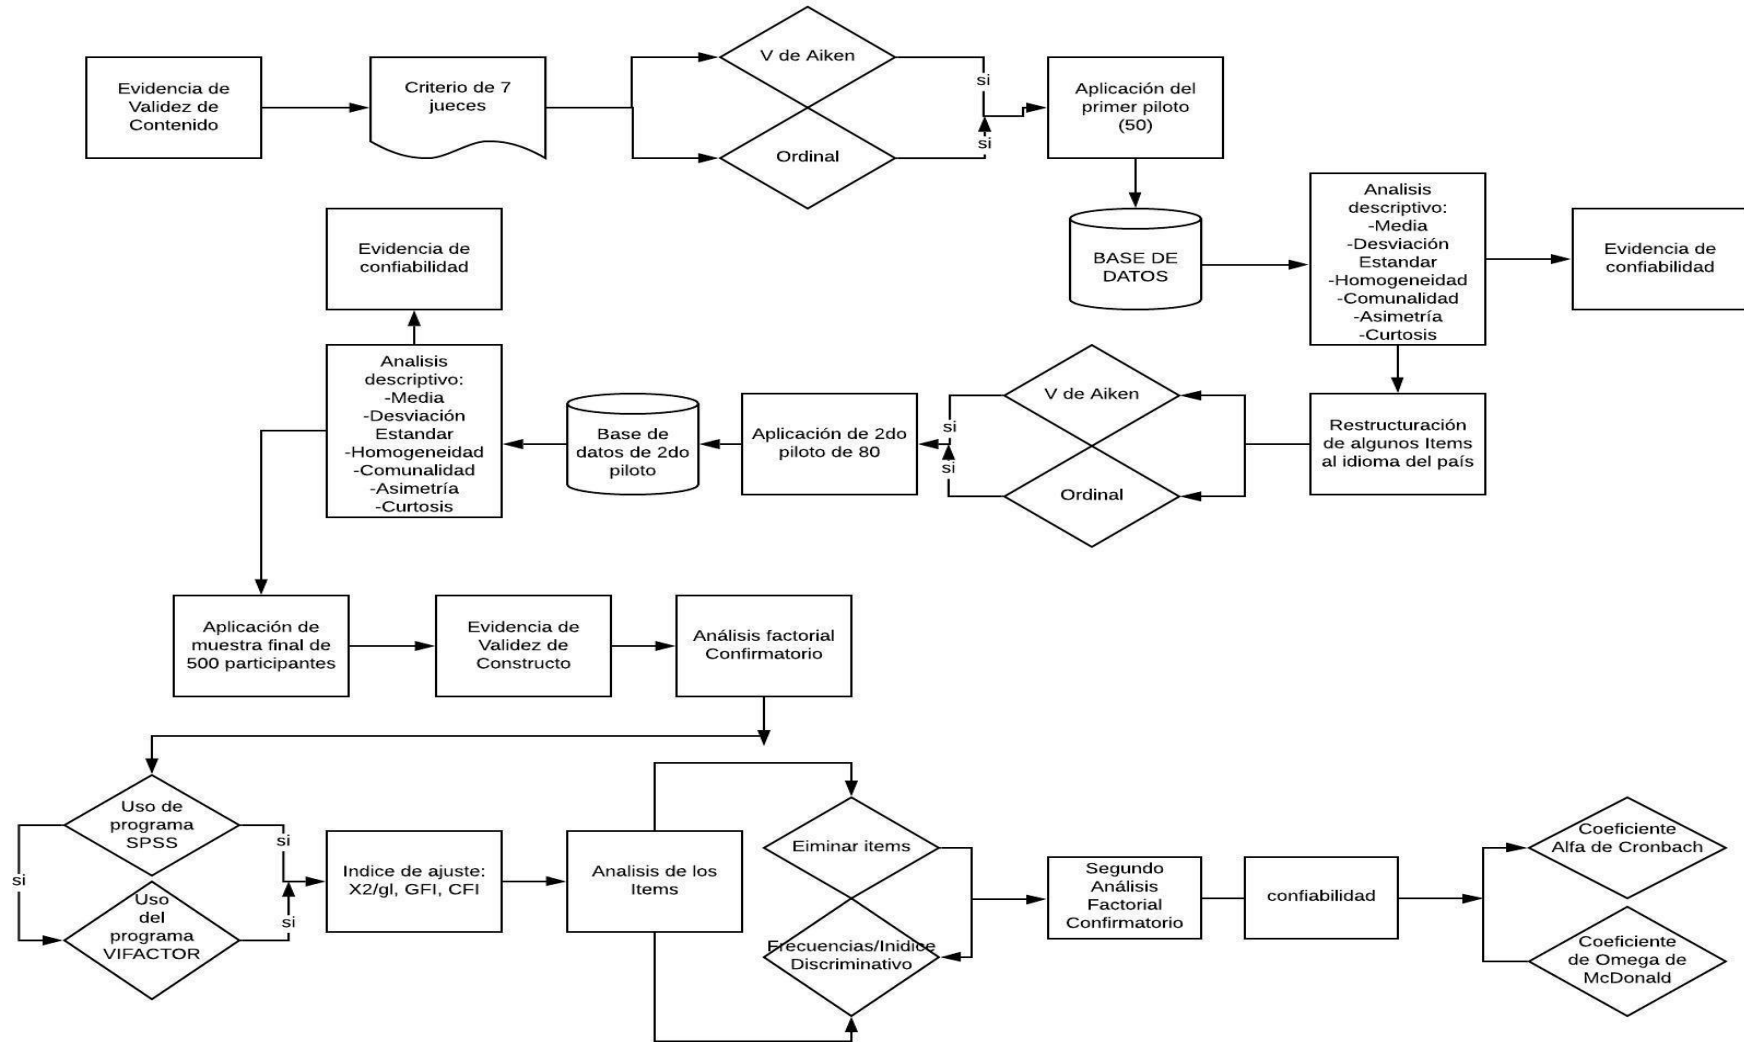 Evidencia de
Validez de
Contenido
Criterio de 7
jueces
V de Aiken
Ordinal
si
si
Aplicación del
primer piloto
(50)
BASE DE
DATOS
Analisis
descriptivo:
-Media
-Desviación
Estandar
-Homogeneidad
-Comunalidad
-Asimetría
-Curtosis
Evidencia de
confiabilidad
Restructuración
de algunos Items
al idioma del país
V de Aiken
Ordinal
si
si
Aplicación de 2do
piloto de 80
Base de
datos de 2do
piloto
Analisis
descriptivo:
-Media
-Desviación
Estandar
-Homogeneidad
-Comunalidad
-Asimetría
-Curtosis
Evidencia de
confiabilidad
Aplicación de
muestra final de
500 participantes
Evidencia de
Validez de
Constructo
Análisis factorial
Confirmatorio
Uso de
programa
SPSS
si
si
Uso
del
programa
VIFACTOR
si
Indice de ajuste:
X2/gl, GFI, CFI
Analisis de los
Items
Eiminar items
Frecuencias/Inidice
Discriminativo
Segundo
Análisis
Factorial
Confirmatorio
confiabilidad
Coeficiente
Alfa de Cronbach
Coeficiente
de Omega de
McDonald